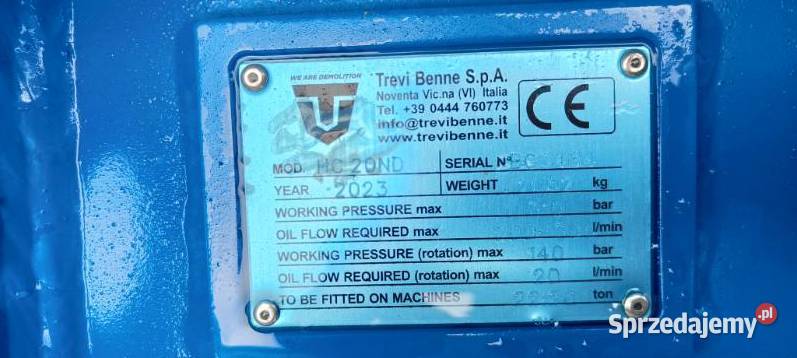 WE ARE DEMOLITION
Trevi Benne S.p.A.
Noventa Vic.na (VI) Italia
Tel. +39 0444 760773
info@trevibenne.it
www.trevibenne.it
CE
MOD. HC 20ND SERIAL N°
YEAR 2023 WEIGHT kg
WORKING PRESSURE max bar
OIL FLOW REQUIRED max l/min
WORKING PRESSURE (rotation) max 140 bar
OIL FLOW REQUIRED (rotation) max 20 l/min
TO BE FITTED ON MACHINES ton
Sprzedajemy.pl